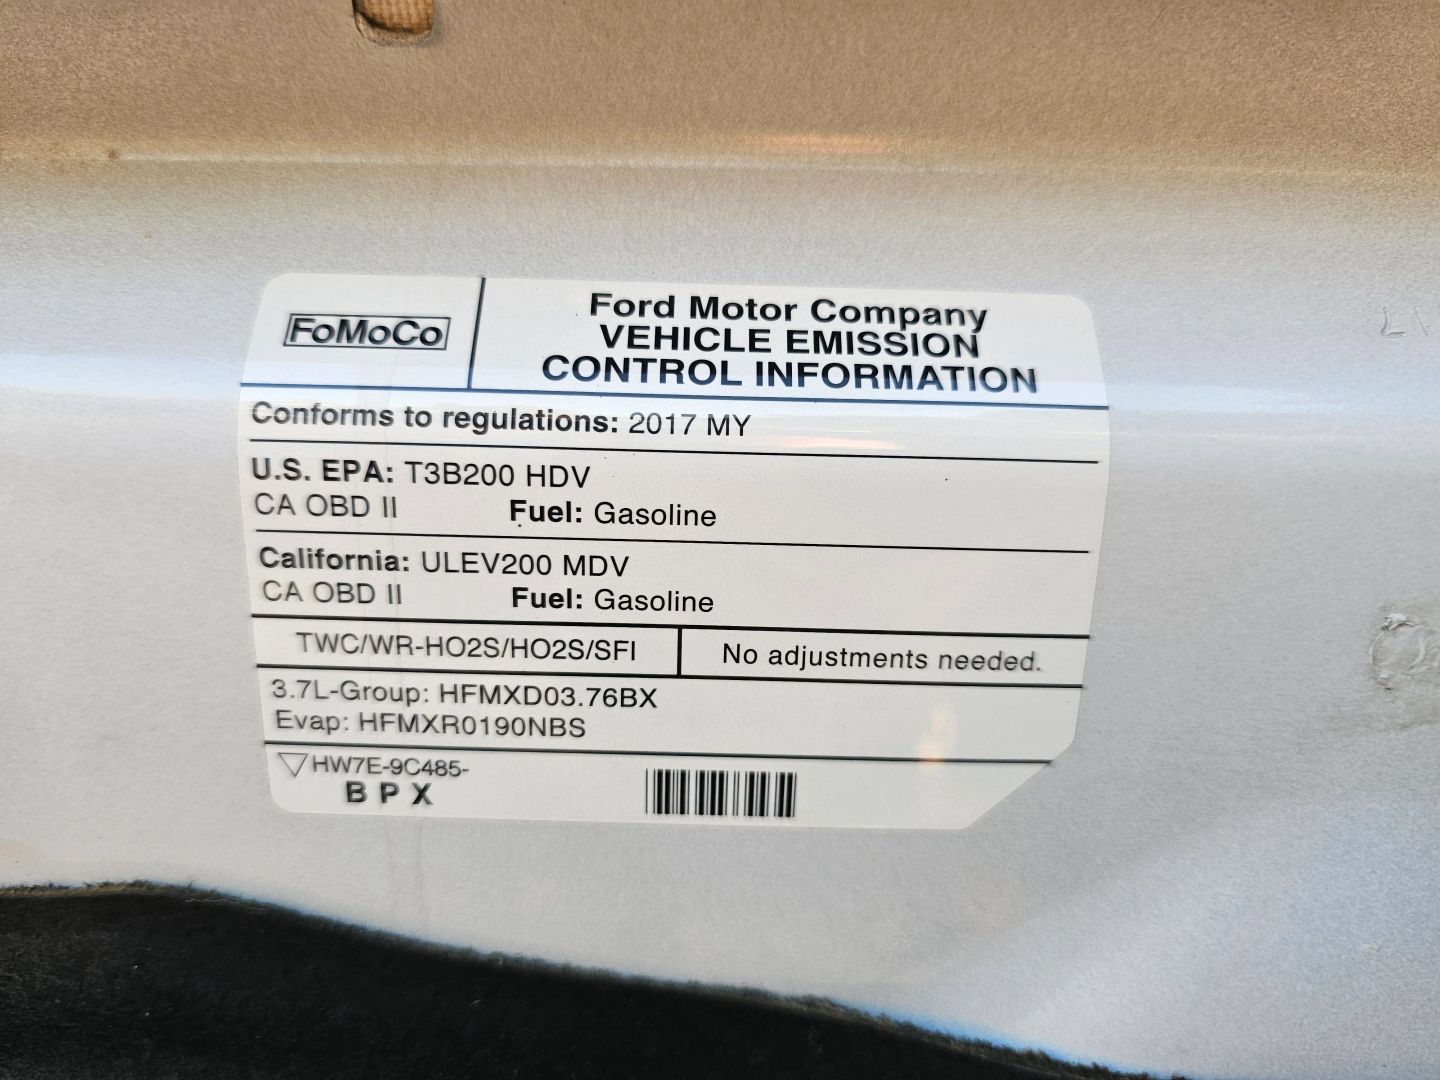 FoMoCo
Ford Motor Company
VEHICLE EMISSION
CONTROL INFORMATION
Conforms to regulations: 2017 MY
U.S. EPA: T3B200 HDV
CA OBD II Fuel: Gasoline
California: ULEV200 MDV
CA OBD II Fuel: Gasoline
TWC/WR-HO2S/HO2S/SFI
No adjustments needed.
3.7L-Group: HFMXD03.76BX
Evap: HFMXR0190NBS
HW7E-9C485-
B P X